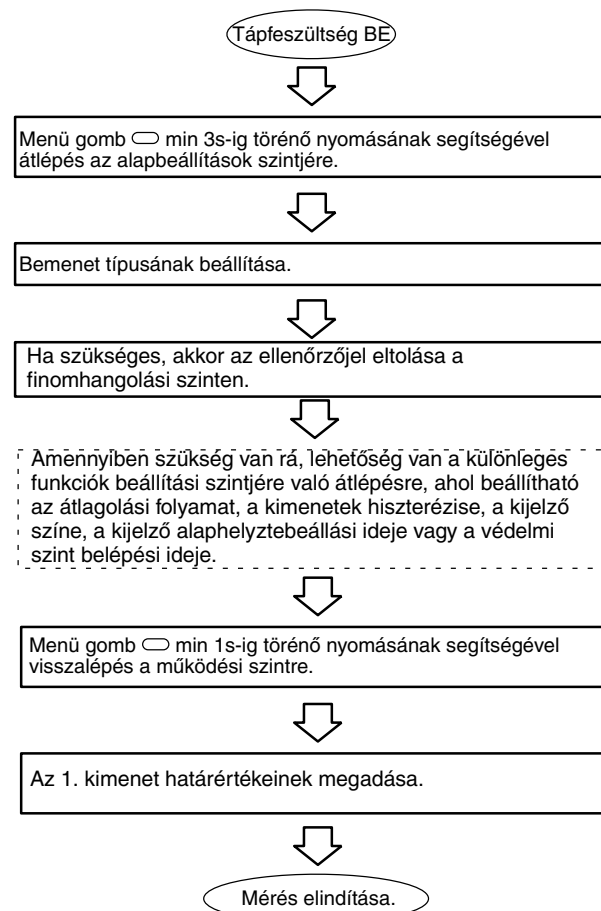 Tápfeszültség BE
Menü gomb min 3s-ig törénő nyomásának segítségével
átlépés az alapbeállítások szintjére.
Bemenet típusának beállítása.
Ha szükséges, akkor az ellenőrzőjel eltolása a
finomhangolási szinten.
Amennyiben szükség van rá, lehetőség van a különleges
funkciók beállítási szintjére való átlépésre, ahol beállítható
az átlagolási folyamat, a kimenetek hiszterézise, a kijelző
színe, a kijelző alaphelyztebeállási ideje vagy a védelmi
szint belépési ideje.
Menü gomb min 1s-ig törénő nyomásának segítségével
visszalépés a működési szintre.
Az 1. kimenet határértékeinek megadása.
Mérés elindítása.